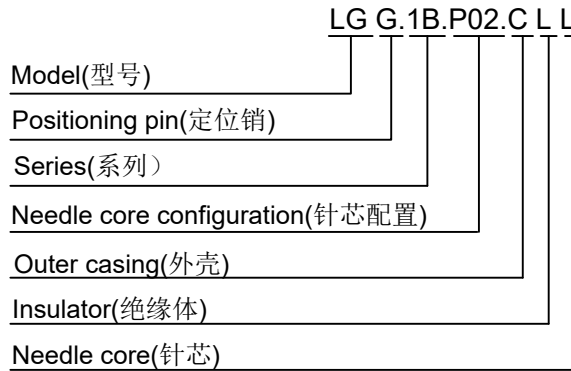 LG G.1B.P02.C L L
Model(型号)
Positioning pin(定位销)
Series(系列）
Needle core configuration(针芯配置)
Outer casing(外壳)
Insulator(绝缘体)
Needle core(针芯)